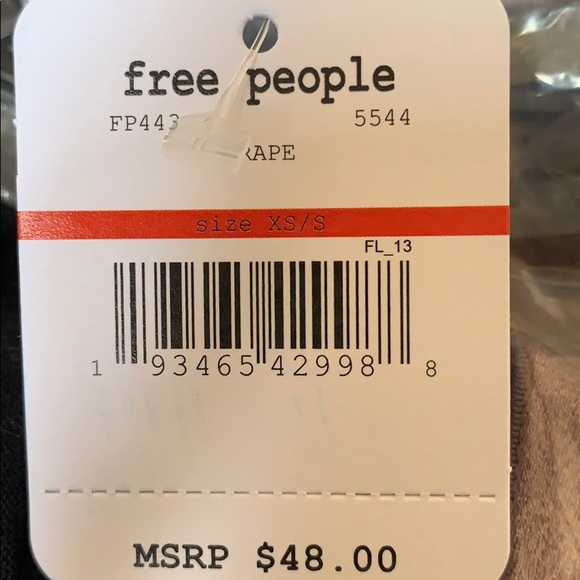 free people
FP443 5544
RAPE
size XS/S
FL_13
1 93465 42998 8
MSRP $48.00